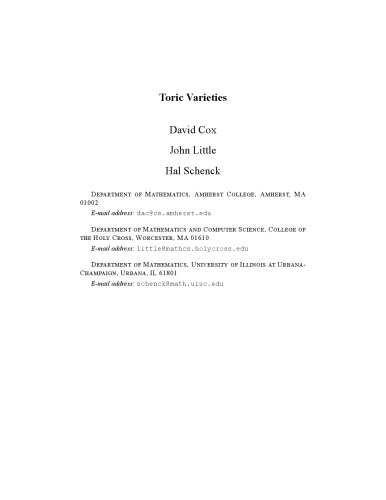 Toric Varieties
David Cox
John Little
Hal Schenck
Department of Mathematics, Amherst College, Amherst, MA
01002
E-mail address: dac@cs.amherst.edu
Department of Mathematics and Computer Science, College of
the Holy Cross, Worcester, MA 01610
E-mail address: little@mathcs.holycross.edu
Department of Mathematics, University of Illinois at Urbana-
Champaign, Urbana, IL 61801
E-mail address: schenck@math.uiuc.edu